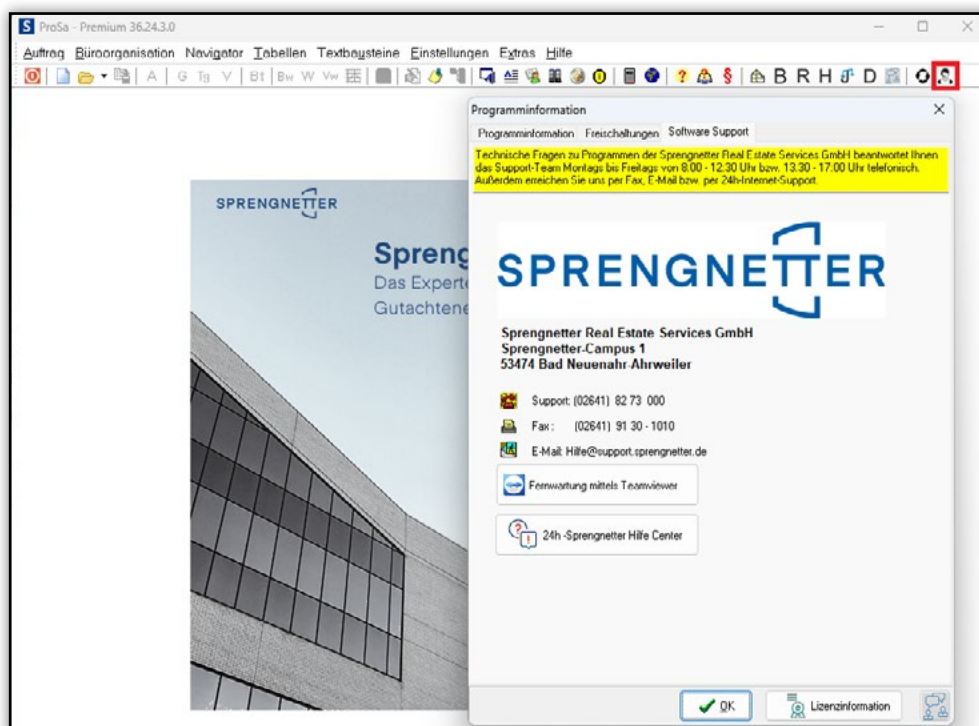 ProSa - Premium 36.24.3.0
Auftrag Büroorganisation Navigator Tabellen Textbausteine Einstellungen Extras Hilfe
A G Tg V Bt Bw W Vw ? § B R H D
Programminformation
Programminformation Freischaltungen Software Support
Technische Fragen zu Programmen der Sprengnetter Real Estate Services GmbH beantwortet Ihnen
das Support-Team Montags bis Freitags von 8.00 - 12.30 Uhr bzw. 13.30 - 17.00 Uhr telefonisch.
Außerdem erreichen Sie uns per Fax, E-Mail bzw. per 24h-Internet-Support.
SPRENGNETTER
Spreng
Das Experte
Gutachtene
SPRENGNETTER
Sprengnetter Real Estate Services GmbH
Sprengnetter-Campus 1
53474 Bad Neuenahr-Ahrweiler
Support: (02641) 82 73 000
Fax : (02641) 91 30 - 1010
E-Mail: Hilfe@support.sprengnetter.de
Fernwartung mittels Teamviewer
24h -Sprengnetter Hilfe Center
OK Lizenzinformation